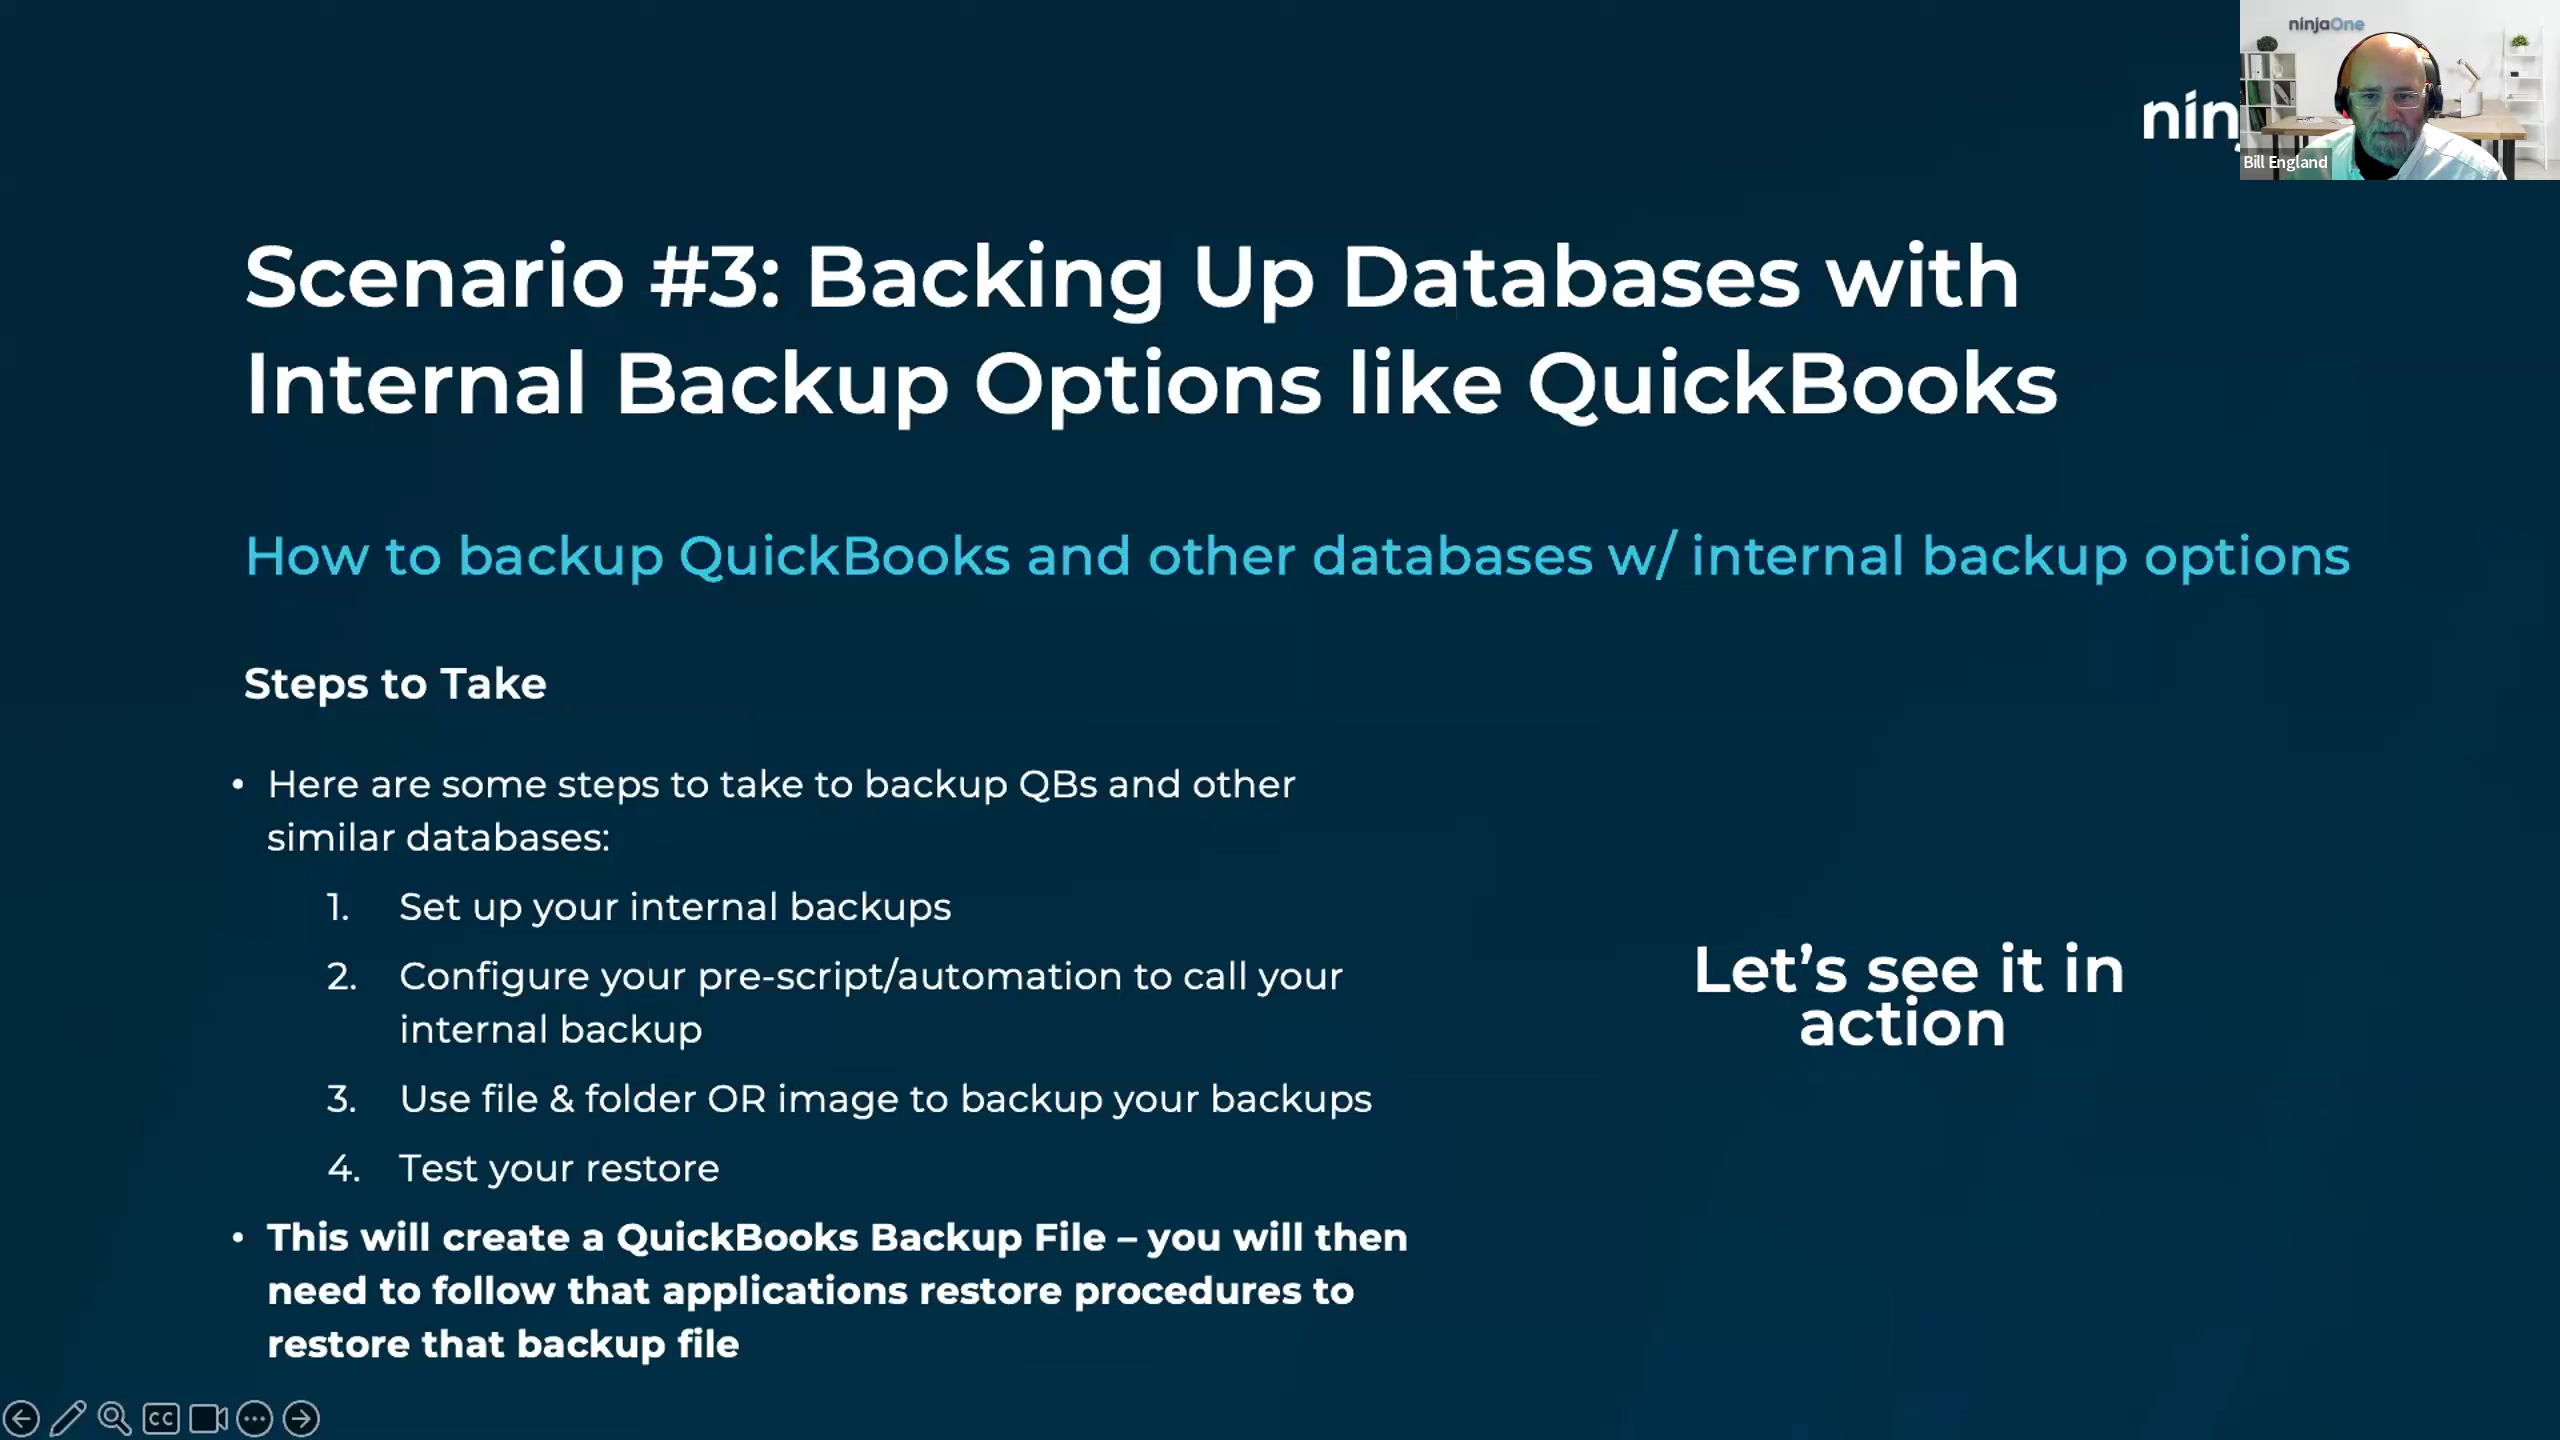 ninjaOne
nin
Bill England
Scenario #3: Backing Up Databases with
Internal Backup Options like QuickBooks
How to backup QuickBooks and other databases w/ internal backup options
Steps to Take
• Here are some steps to take to backup QBs and other
similar databases:
1. Set up your internal backups
2. Configure your pre-script/automation to call your
internal backup
3. Use file & folder OR image to backup your backups
4. Test your restore
• This will create a QuickBooks Backup File – you will then
need to follow that applications restore procedures to
restore that backup file
Let’s see it in
action
CC